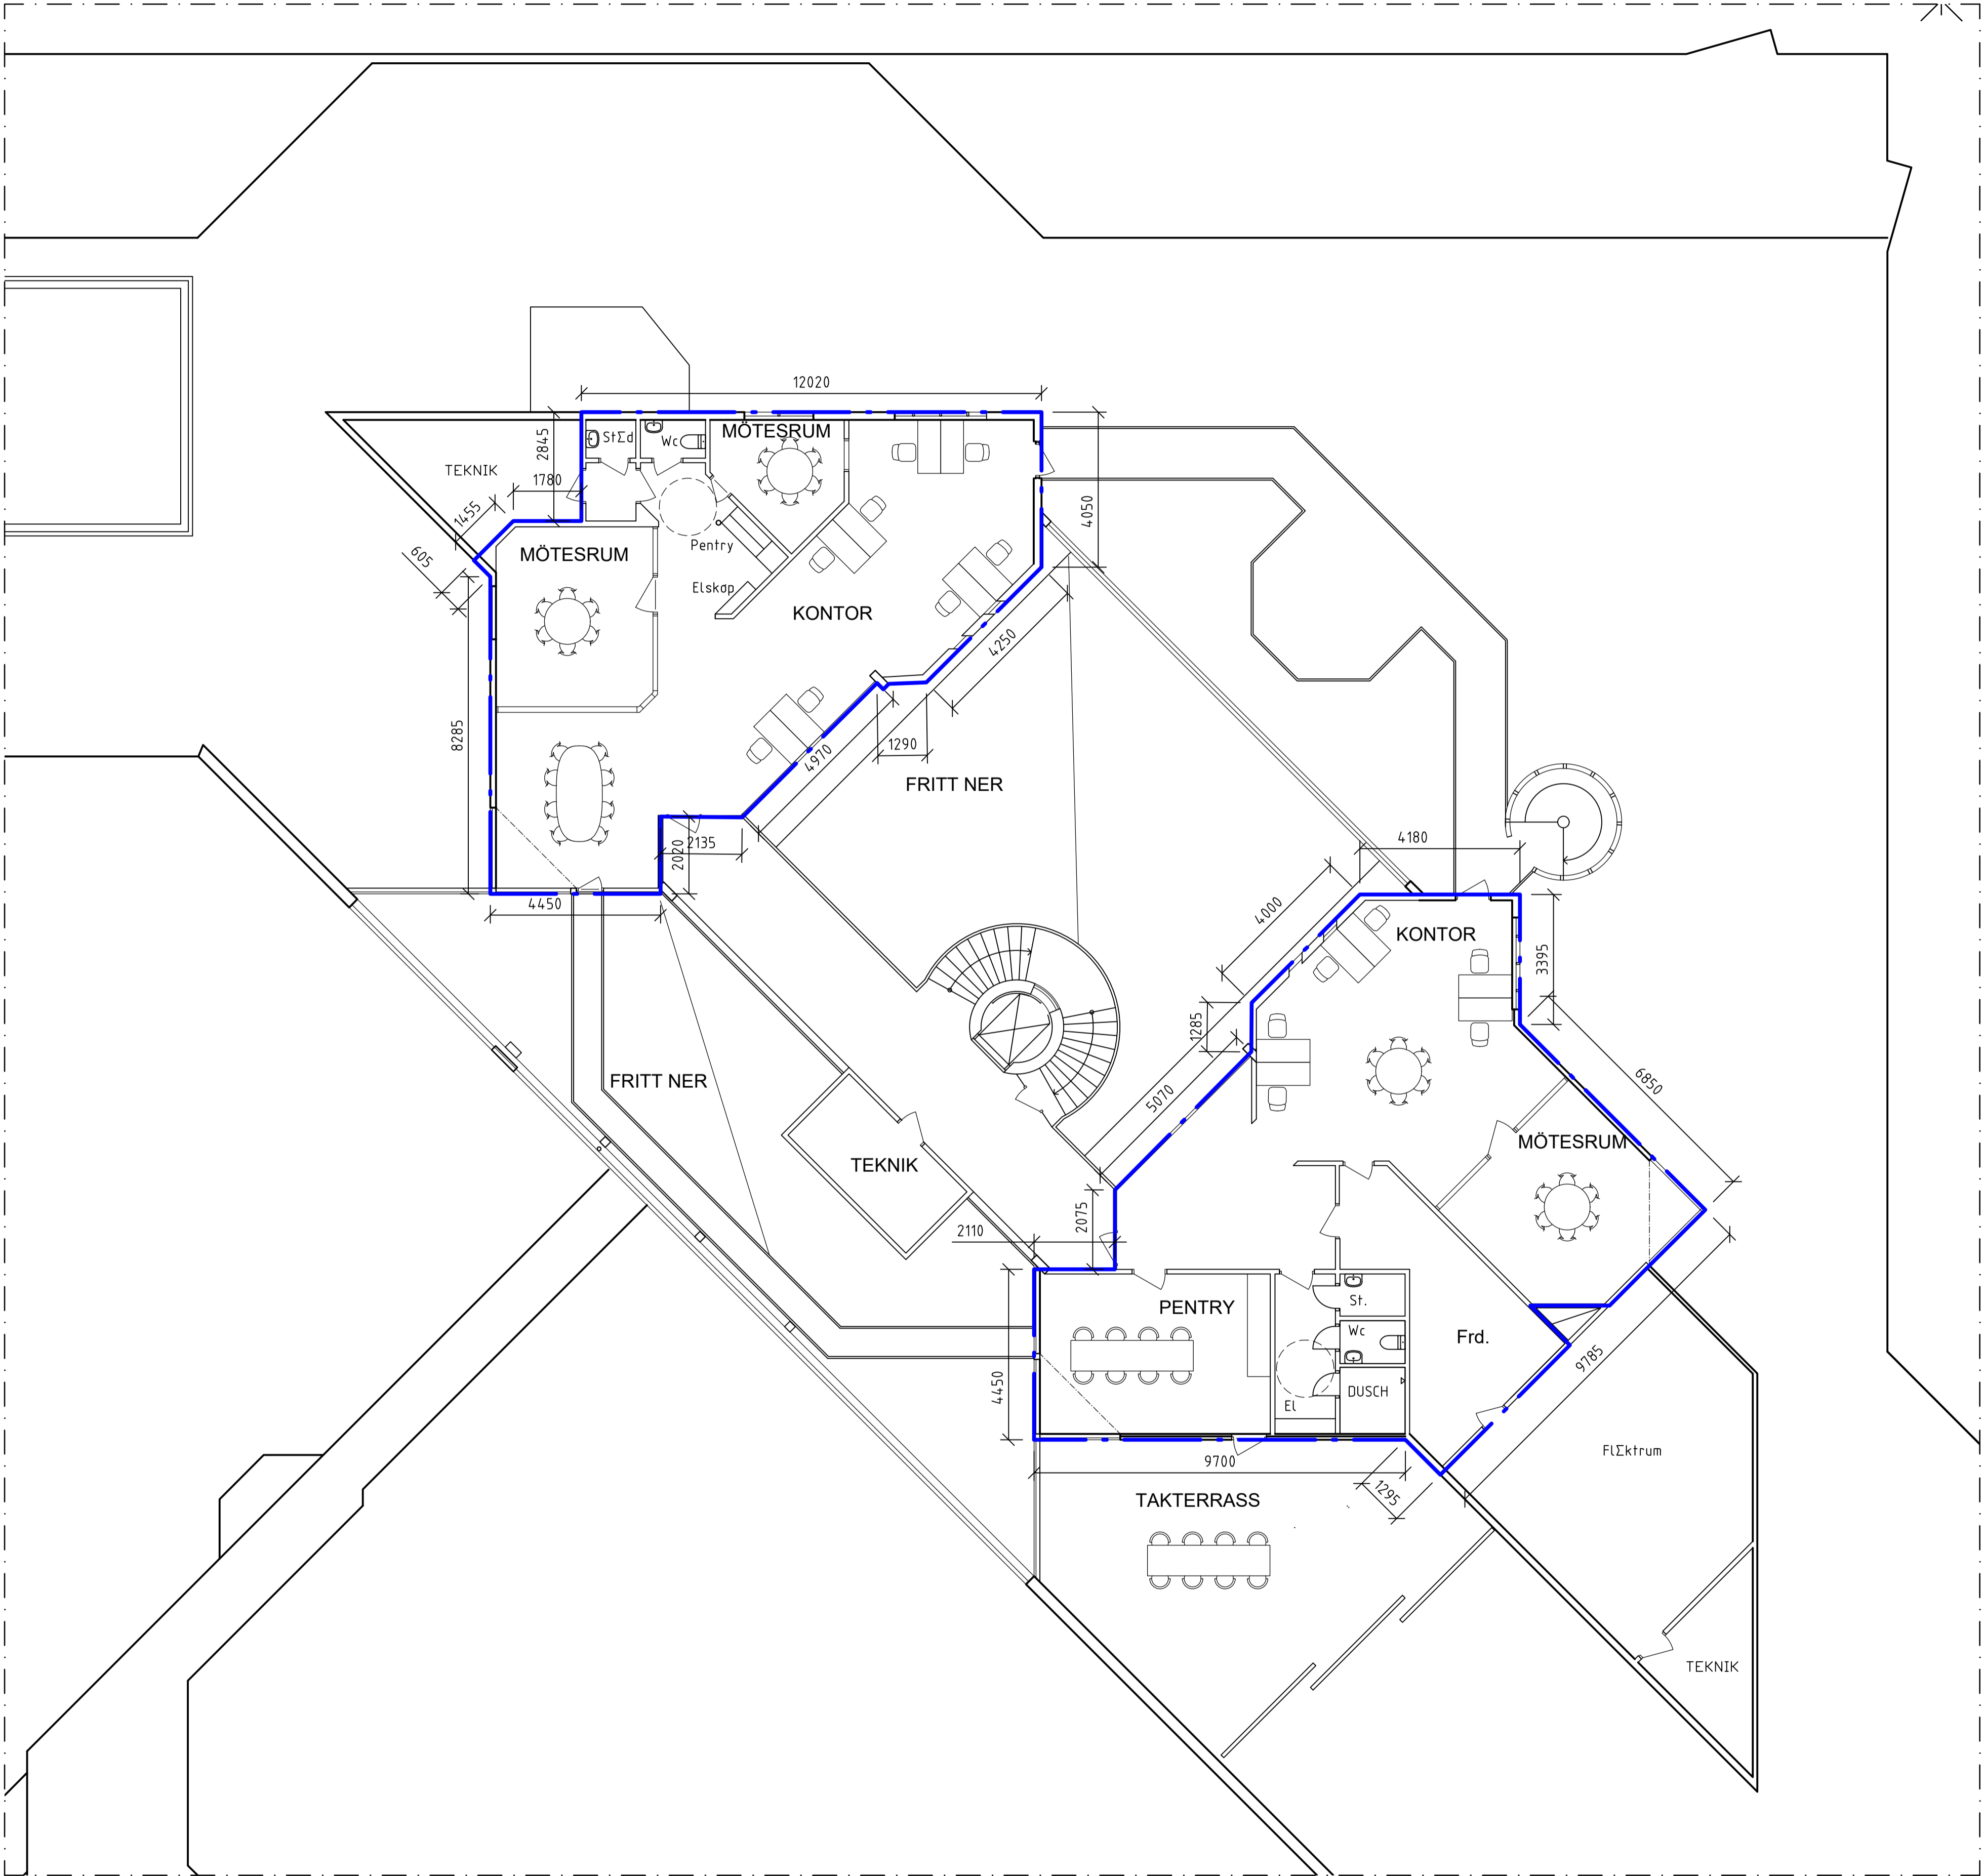 12020
MÖTESRUM
StΣd
Wc
2845
TEKNIK
1780
1455
4050
605
MÖTESRUM
Pentry
Elskåp
KONTOR
4250
8285
4970
1290
FRITT NER
2135
2020
4450
4180
4000
KONTOR
3395
1285
FRITT NER
5070
6850
TEKNIK
MÖTESRUM
2075
2110
PENTRY
St.
Wc
Frd.
9785
4450
DUSCH
El
FlΣktrum
9700
1295
TAKTERRASS
TEKNIK